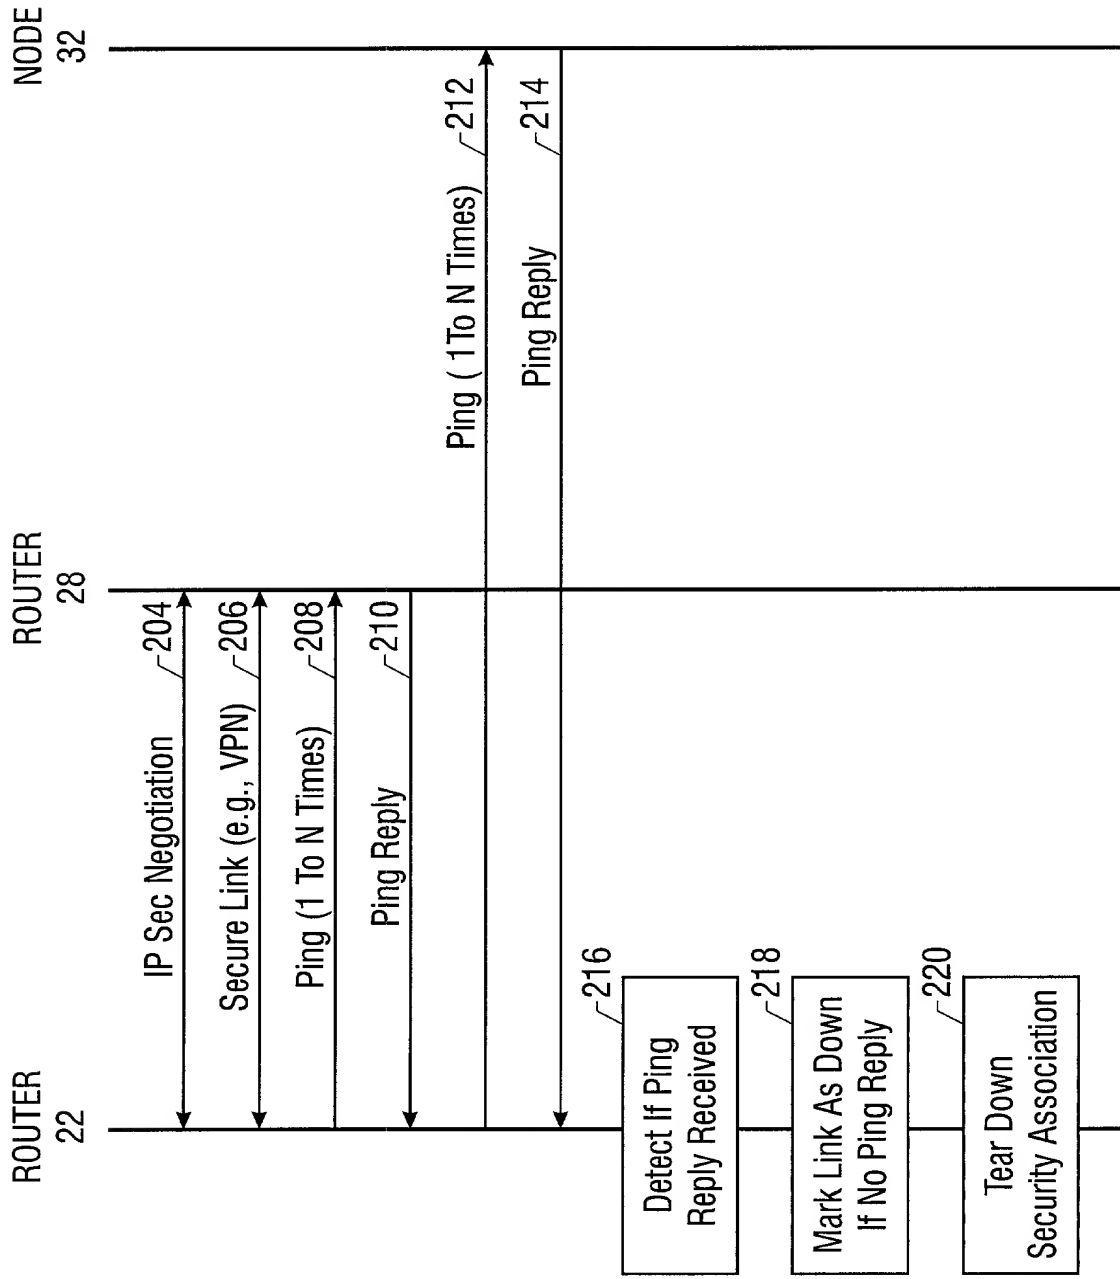 ROUTER
22
ROUTER
28
NODE
32
IP Sec Negotiation
204
Secure Link (e.g., VPN)
206
Ping (1 To N Times)
208
Ping Reply
210
Ping ( 1 To N Times)
212
Ping Reply
214
216
Detect If Ping
Reply Received
218
Mark Link As Down
If No Ping Reply
220
Tear Down
Security Association